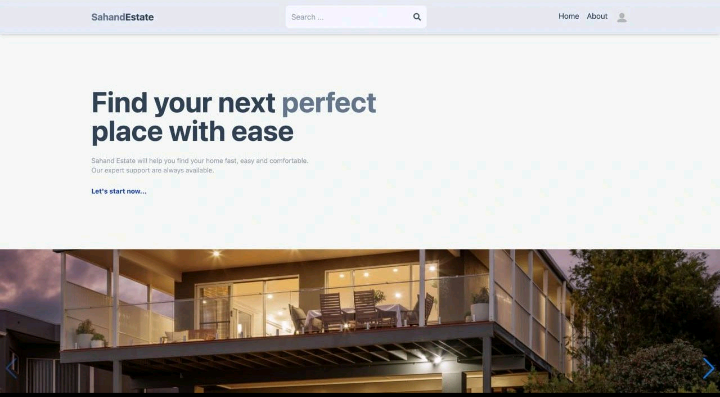 SahandEstate
Search ...
Home About
Find your next perfect
place with ease
Sahand Estate will help you find your home fast, easy and comfortable.
Our expert support are always available.
Let's start now...